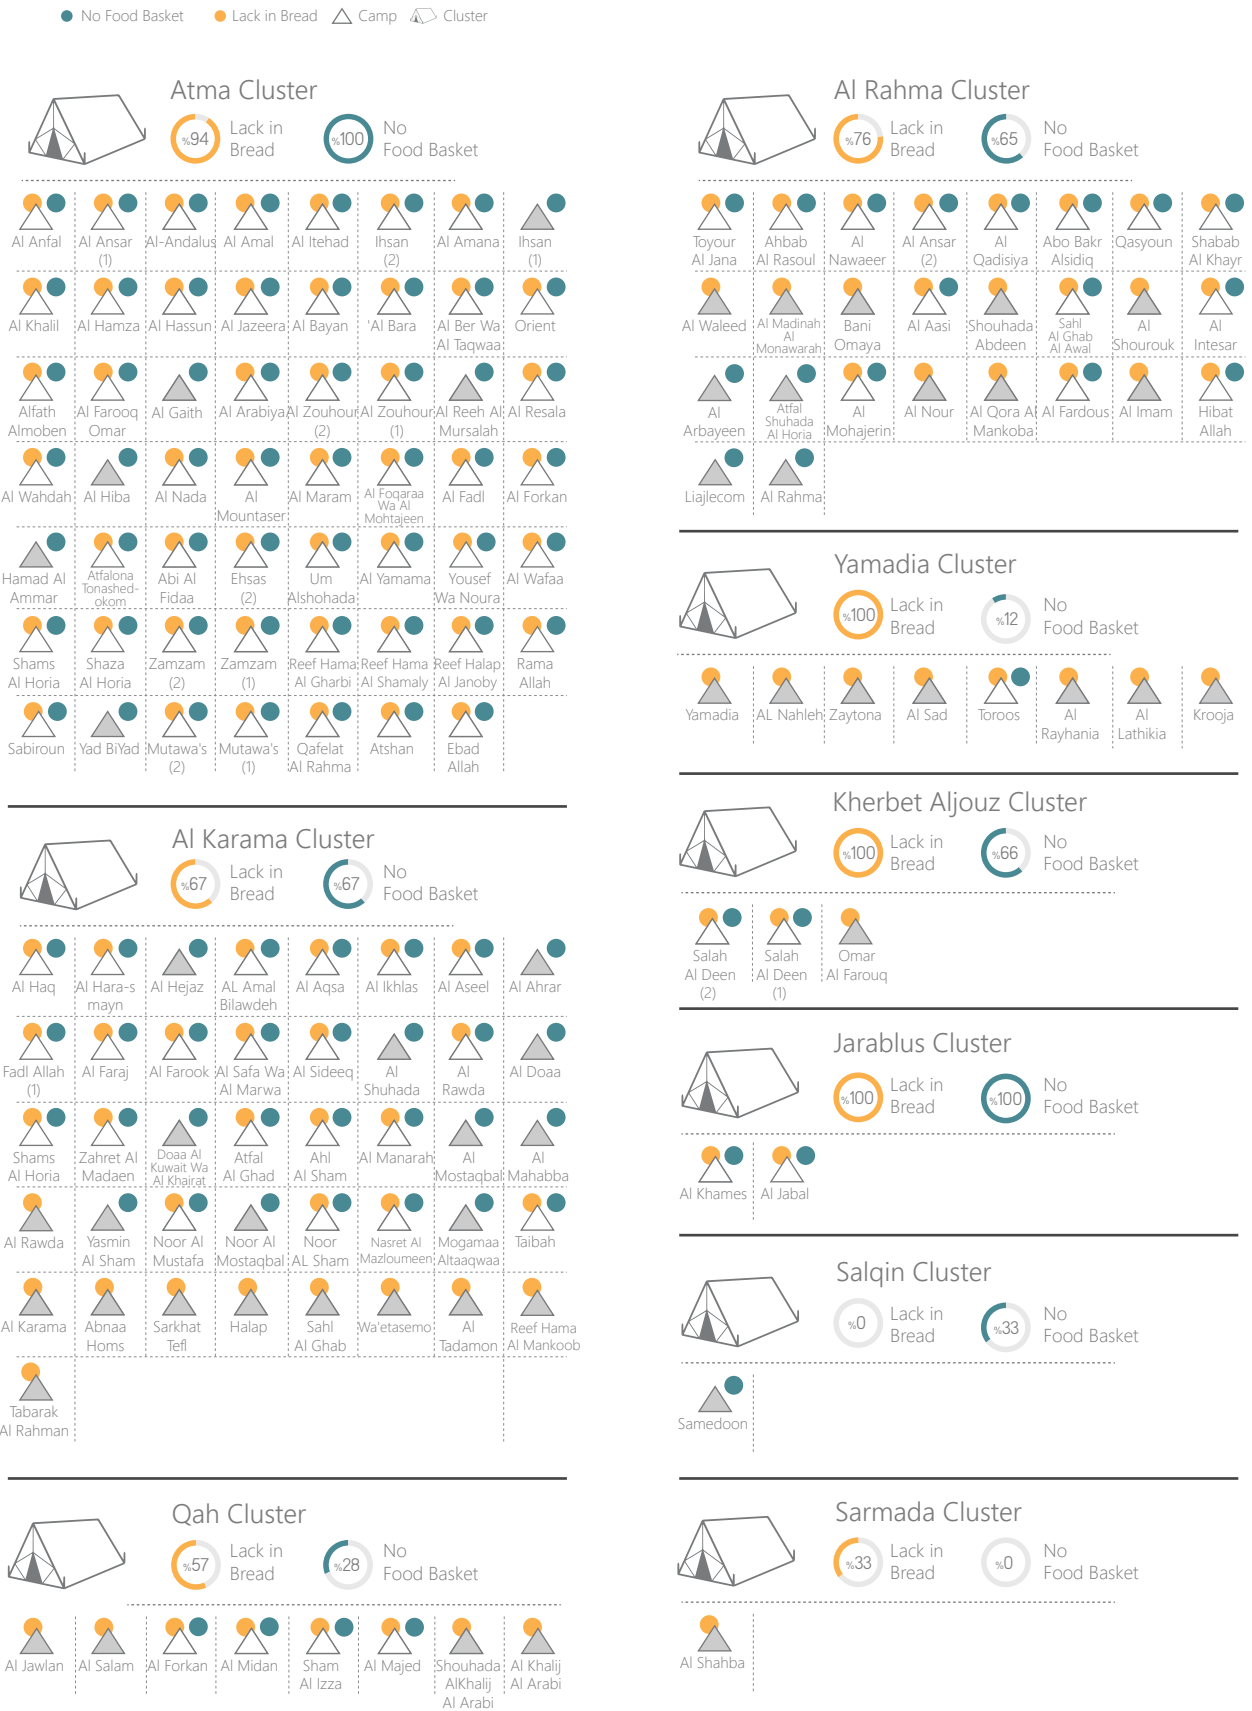 No Food Basket
Lack in Bread
Camp
Cluster
Atma Cluster
%94
Lack in
Bread
%100
No
Food Basket
Al Anfal
Al Ansar
(1)
Al-Andalus
Al Amal
Al Itehad
Ihsan
(2)
Al Amana
Ihsan
(1)
Al Khalil
Al Hamza
Al Hassun
Al Jazeera
Al Bayan
'Al Bara
Al Ber Wa
Al Taqwaa
Orient
Alfath
Almoben
Al Farooq
Omar
Al Gaith
Al Arabiya
Al Zouhour
(2)
Al Zouhour
(1)
Al Reeh Al
Mursalah
Al Resala
Al Wahdah
Al Hiba
Al Nada
Al
Mountaser
Al Maram
Al Foqaraa
Wa Al
Mohtajeen
Al Fadl
Al Forkan
Hamad Al
Ammar
Atfalona
Tonashed-
okom
Abi Al
Fidaa
Ehsas
(2)
Um
Alshohada
Al Yamama
Yousef
Wa Noura
Al Wafaa
Shams
Al Horia
Shaza
Al Horia
Zamzam
(2)
Zamzam
(1)
Reef Hama
Al Gharbi
Reef Hama
Al Shamaly
Reef Halap
Al Janoby
Rama
Allah
Sabiroun
Yad BiYad
Mutawa's
(2)
Mutawa's
(1)
Qafelat
Al Rahma
Atshan
Ebad
Allah
Al Karama Cluster
%67
Lack in
Bread
%67
No
Food Basket
Al Haq
Al Hara-s
mayn
Al Hejaz
AL Amal
Bilawdeh
Al Aqsa
Al Ikhlas
Al Aseel
Al Ahrar
Fadl Allah
(1)
Al Faraj
Al Farook
Al Safa Wa
Al Marwa
Al Sideeq
Al
Shuhada
Al
Rawda
Al Doaa
Shams
Al Horia
Zahret Al
Madaen
Doaa Al
Kuwait Wa
Al Khairat
Atfal
Al Ghad
Ahl
Al Sham
Al Manarah
Al
Mostaqbal
Al
Mahabba
Al Rawda
Yasmin
Al Sham
Noor Al
Mustafa
Noor Al
Mostaqbal
Noor
AL Sham
Nasret Al
Mazloumeen
Mogamaa
Altaaqwaa
Taibah
Al Karama
Abnaa
Homs
Sarkhat
Tefl
Halap
Sahl
Al Ghab
Wa'etasemo
Al
Tadamon
Reef Hama
Al Mankoob
Tabarak
Al Rahman
Qah Cluster
%57
Lack in
Bread
%28
No
Food Basket
Al Jawlan
Al Salam
Al Forkan
Al Midan
Sham
Al Izza
Al Majed
Shouhada
AlKhalij
Al Arabi
Al Khalij
Al Arabi
Al Rahma Cluster
%76
Lack in
Bread
%65
No
Food Basket
Toyour
Al Jana
Ahbab
Al Rasoul
Al
Nawaeer
Al Ansar
(2)
Al
Qadisiya
Abo Bakr
Alsidiq
Qasyoun
Shabab
Al Khayr
Al Waleed
Al Madinah
Al
Monawarah
Bani
Omaya
Al Aasi
Shouhada
Abdeen
Sahl
Al Ghab
Al Awal
Al
Shourouk
Al
Intesar
Al
Arbayeen
Atfal
Shuhada
Al Horia
Al
Mohajerin
Al Nour
Al Qora Al
Mankoba
Al Fardous
Al Imam
Hibat
Allah
Liajlecom
Al Rahma
Yamadia Cluster
%100
Lack in
Bread
%12
No
Food Basket
Yamadia
AL Nahleh
Zaytona
Al Sad
Toroos
Al
Rayhania
Al
Lathikia
Krooja
Kherbet Aljouz Cluster
%100
Lack in
Bread
%66
No
Food Basket
Salah
Al Deen
(2)
Salah
Al Deen
(1)
Omar
Al Farouq
Jarablus Cluster
%100
Lack in
Bread
%100
No
Food Basket
Al Khames
Al Jabal
Salqin Cluster
%0
Lack in
Bread
%33
No
Food Basket
Samedoon
Sarmada Cluster
%33
Lack in
Bread
%0
No
Food Basket
Al Shahba